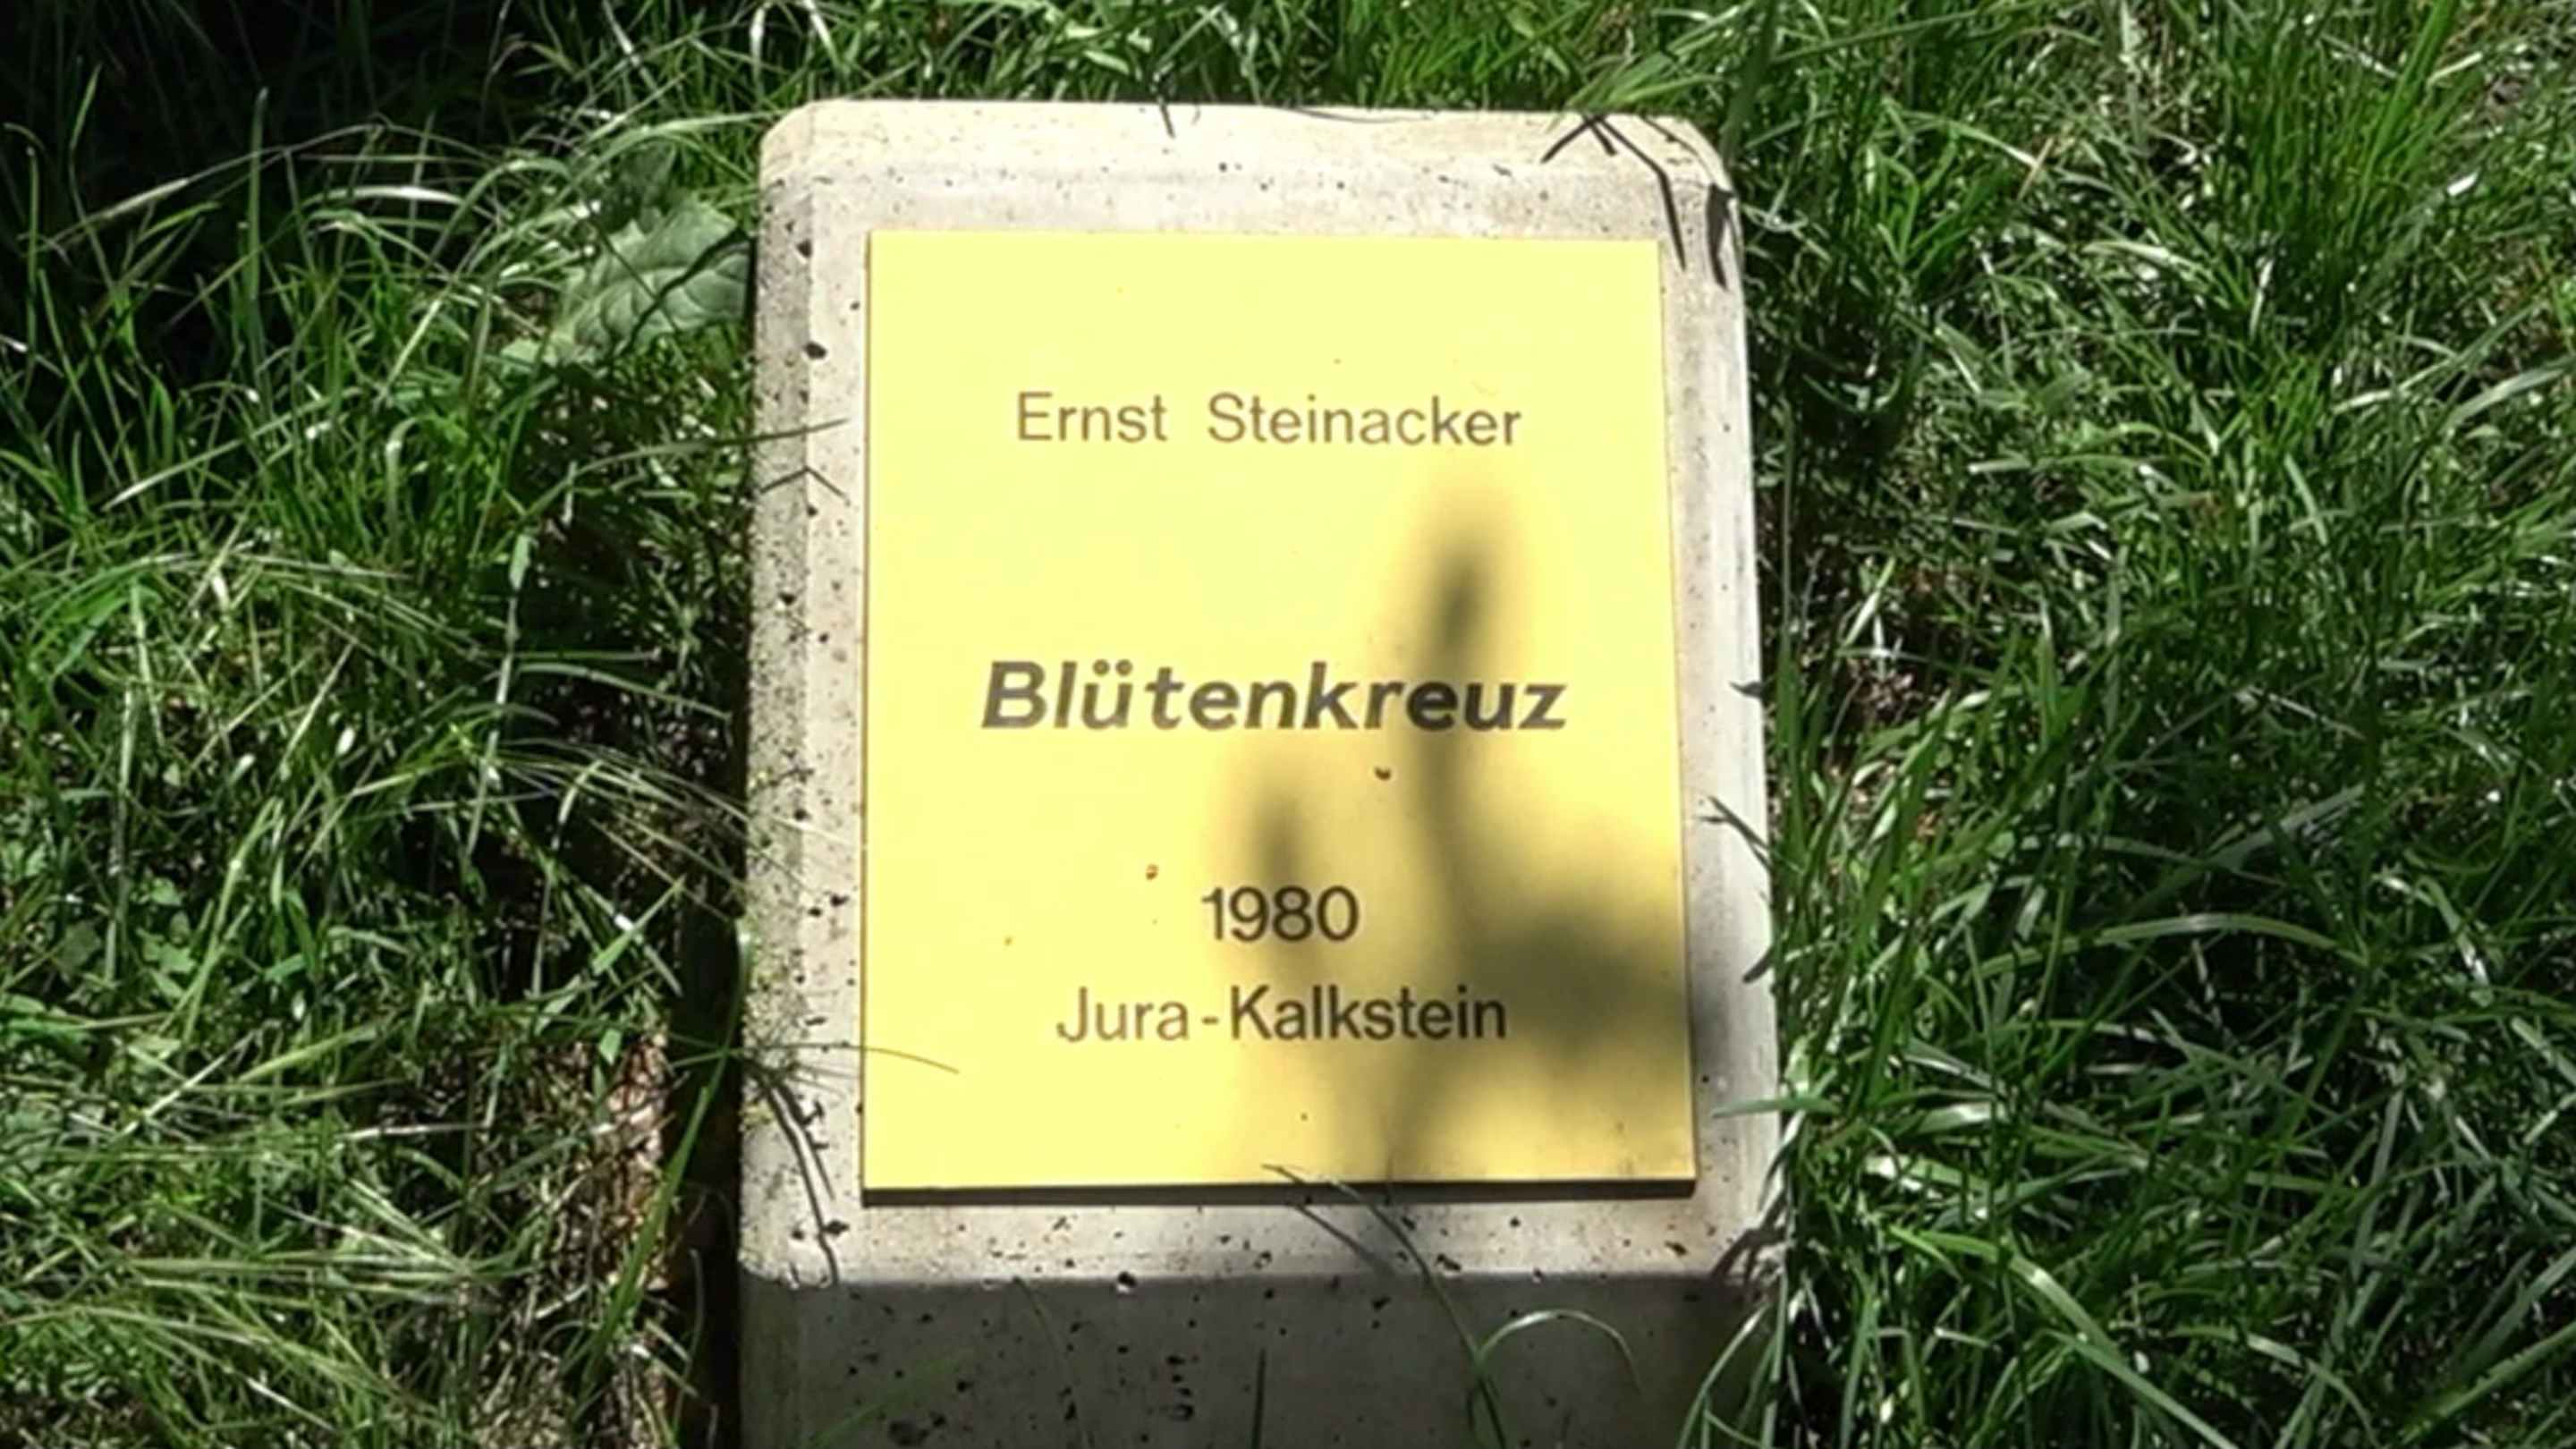 Ernst Steinacker
Blütenkreuz
1980
Jura-Kalkstein